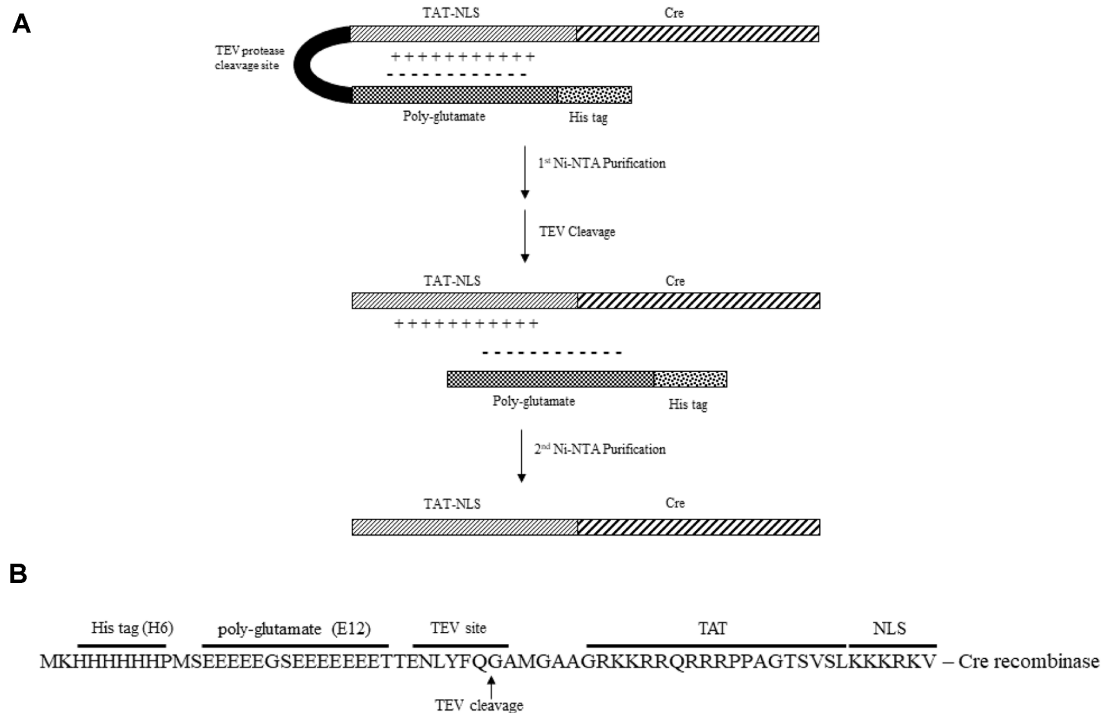 A
TAT-NLS Cre
TEV protease
cleavage site
+ + + + + + + + + + +
- - - - - - - - - - - -
Poly-glutamate His tag
1st Ni-NTA Purification
TEV Cleavage
TAT-NLS Cre
+ + + + + + + + + + +
- - - - - - - - - - - -
Poly-glutamate His tag
2nd Ni-NTA Purification
TAT-NLS Cre
B
His tag (H6) poly-glutamate (E12) TEV site TAT NLS
MKHHHHHHPMSEEEEEGSEEEEEEETTENLYFQGAMGAAGRKKRRQRRRPPAGTSVSLKKKRKV – Cre recombinase
TEV cleavage